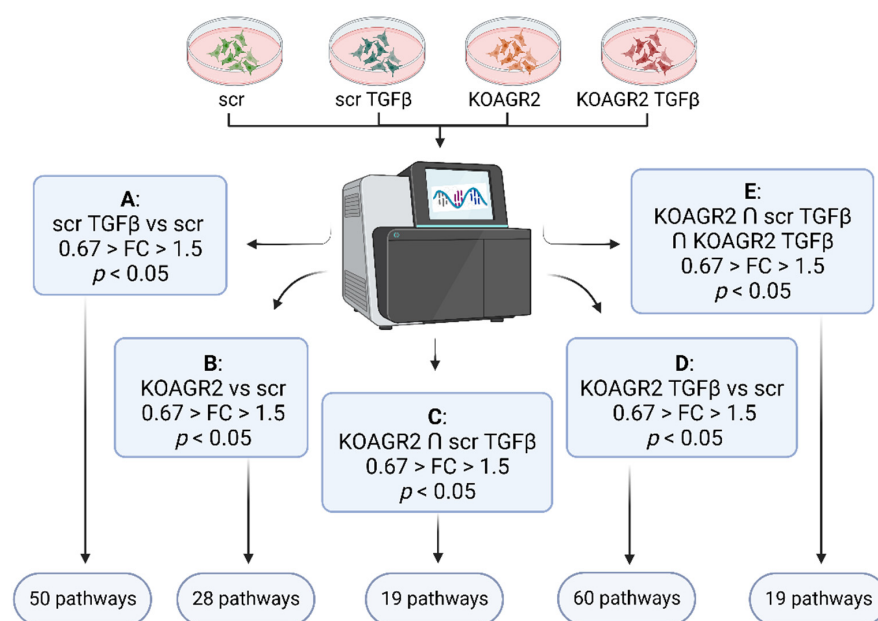 scr
scr TGFβ
KOAGR2
KOAGR2 TGFβ
A:
scr TGFβ vs scr
0.67 > FC > 1.5
p < 0.05
E:
KOAGR2 ∩ scr TGFβ
∩ KOAGR2 TGFβ
0.67 > FC > 1.5
p < 0.05
B:
KOAGR2 vs scr
0.67 > FC > 1.5
p < 0.05
D:
KOAGR2 TGFβ vs scr
0.67 > FC > 1.5
p < 0.05
C:
KOAGR2 ∩ scr TGFβ
0.67 > FC > 1.5
p < 0.05
50 pathways
28 pathways
19 pathways
60 pathways
19 pathways